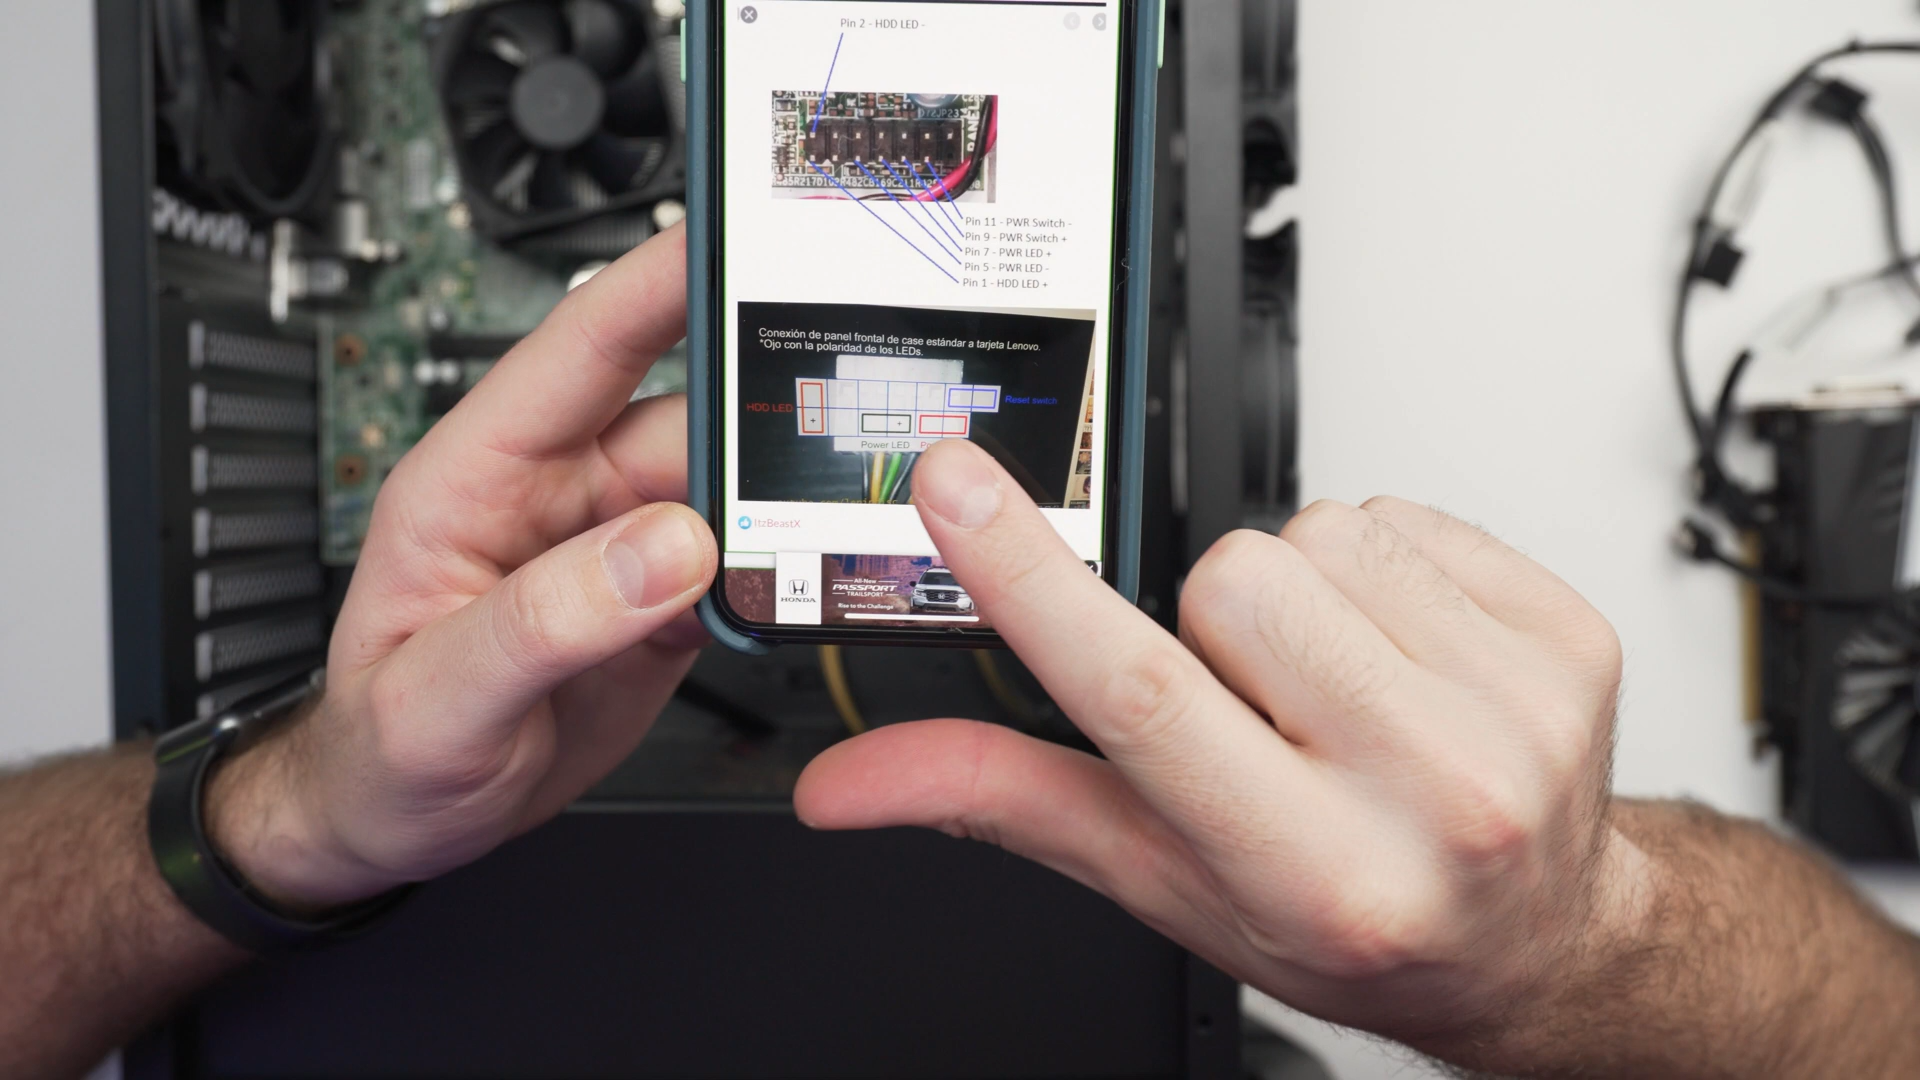 Pin 2 - HDD LED -
Pin 11 - PWR Switch -
Pin 9 - PWR Switch +
Pin 7 - PWR LED +
Pin 5 - PWR LED -
Pin 1 - HDD LED +
Conexión de panel frontal de case estándar a tarjeta Lenovo.
*Ojo con la polaridad de los LEDs.
HDD LED
+
+
Reset switch
Power LED
ItzBeastX
HONDA
All-New
PASSPORT
TRAILSPORT
Rise to the Challenge